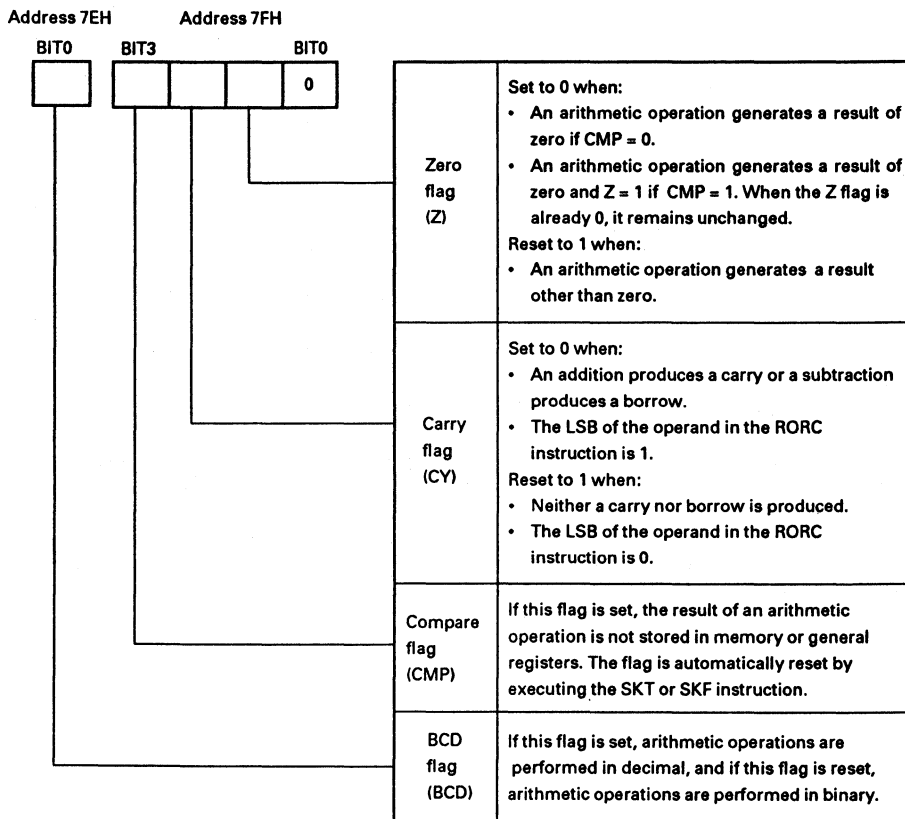 Address 7EH Address 7FH
BIT0 BIT3 BIT0
0
Zero
flag
(Z)
Set to 0 when:
• An arithmetic operation generates a result of
zero if CMP = 0.
• An arithmetic operation generates a result of
zero and Z = 1 if CMP = 1. When the Z flag is
already 0, it remains unchanged.
Reset to 1 when:
• An arithmetic operation generates a result
other than zero.
Carry
flag
(CY)
Set to 0 when:
• An addition produces a carry or a subtraction
produces a borrow.
• The LSB of the operand in the RORC
instruction is 1.
Reset to 1 when:
• Neither a carry nor borrow is produced.
• The LSB of the operand in the RORC
instruction is 0.
Compare
flag
(CMP)
If this flag is set, the result of an arithmetic
operation is not stored in memory or general
registers. The flag is automatically reset by
executing the SKT or SKF instruction.
BCD
flag
(BCD)
If this flag is set, arithmetic operations are
performed in decimal, and if this flag is reset,
arithmetic operations are performed in binary.